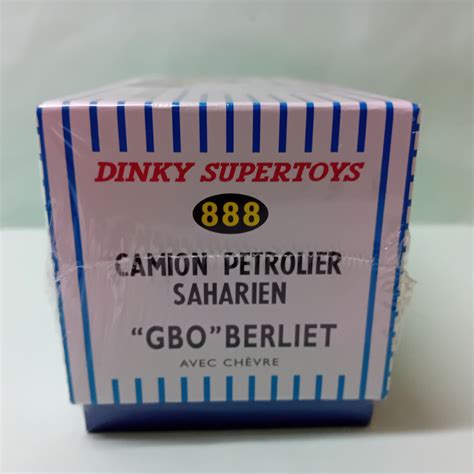 DINKY SUPERTOYS
888
CAMION PETROLIER
SAHARIEN
"GBO" BERLIET
AVEC CHÈVRE